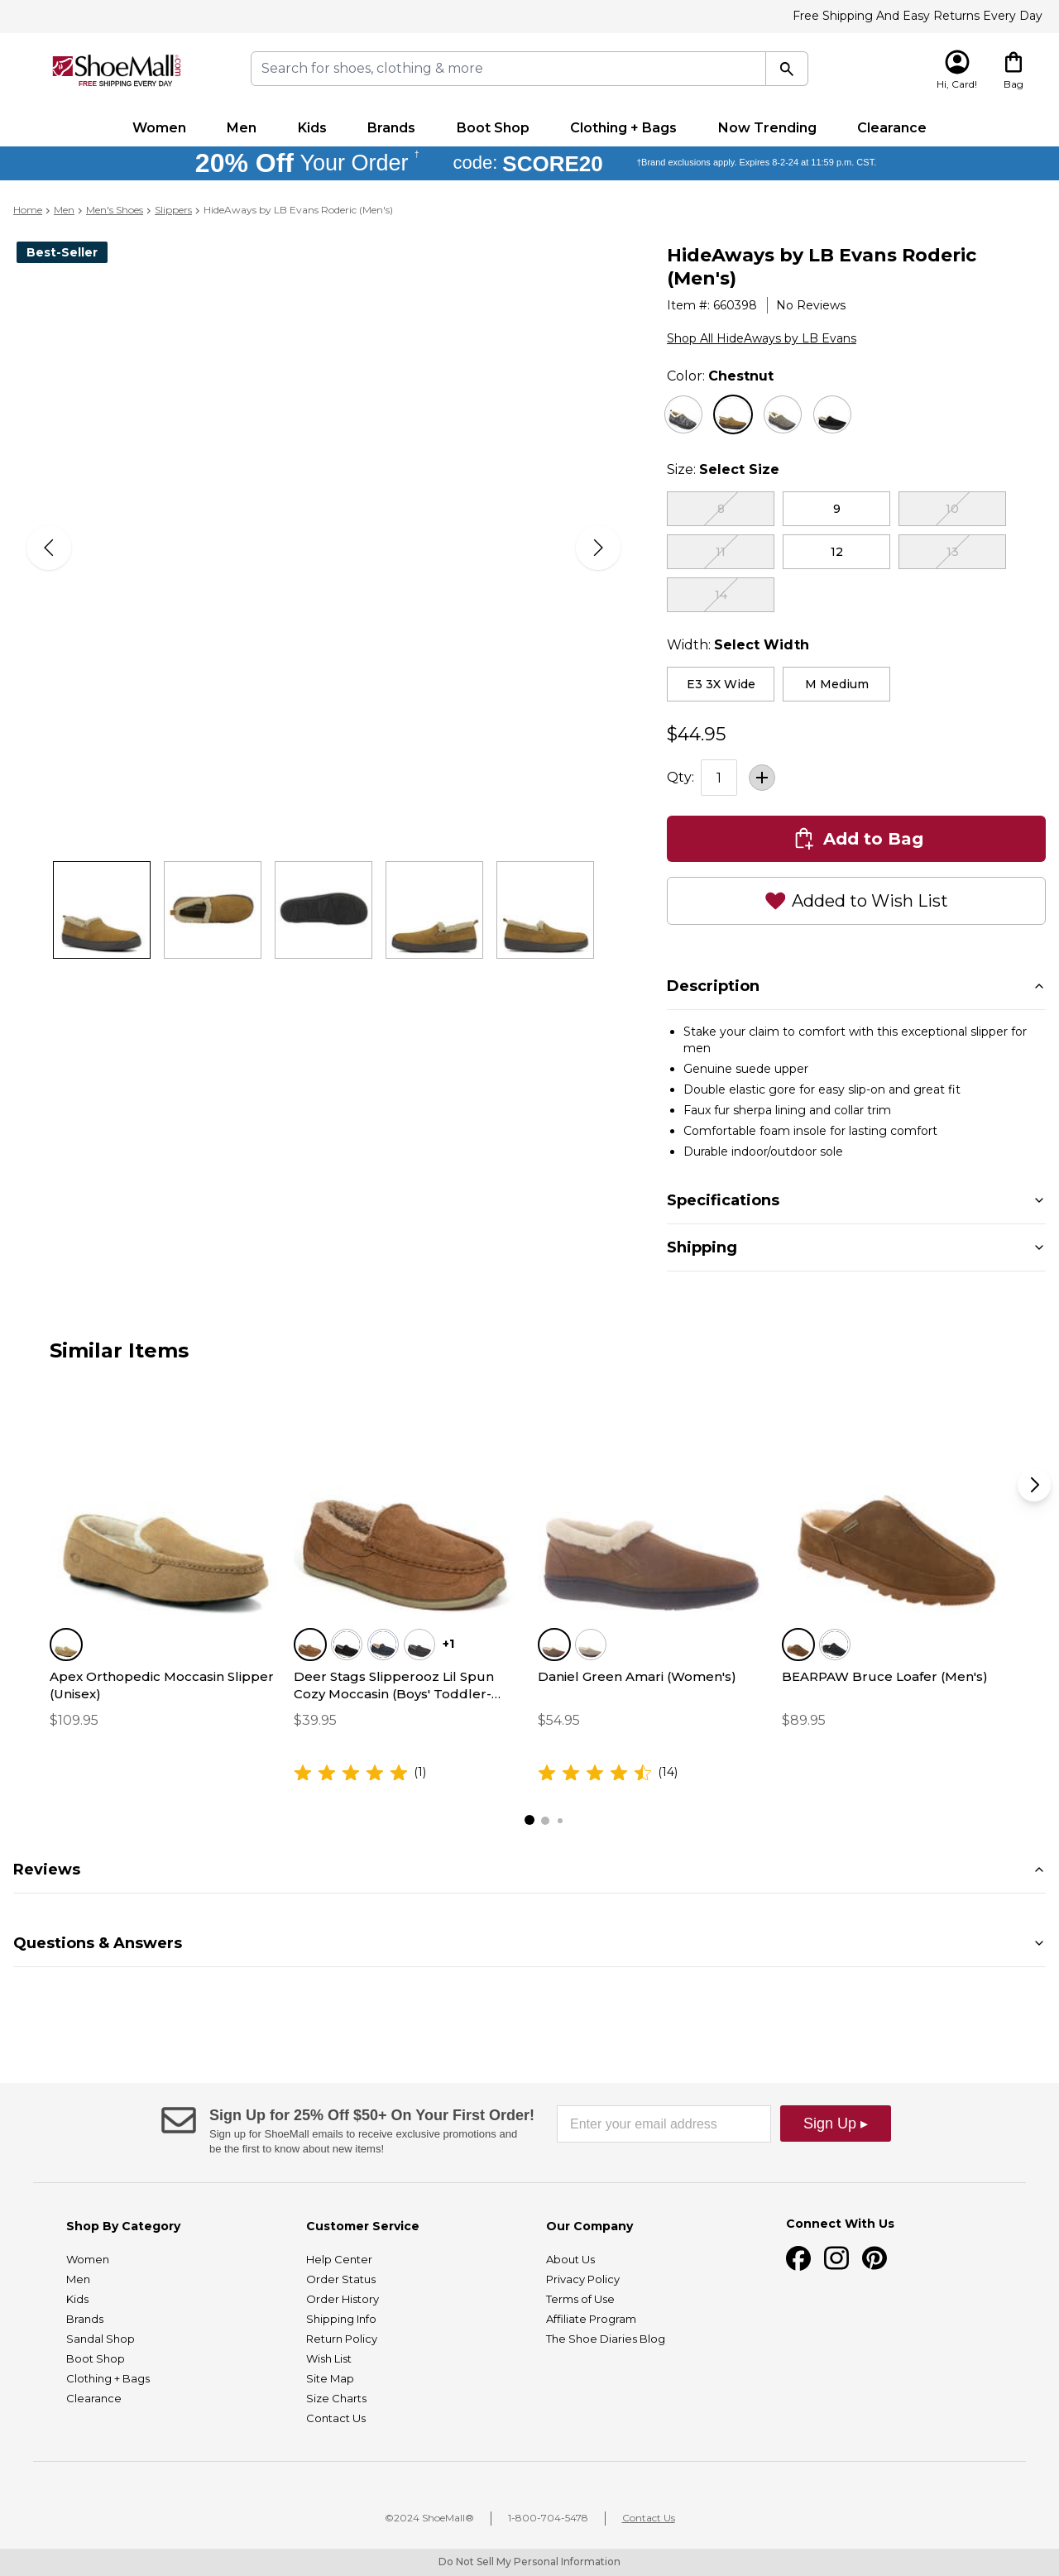 Free Shipping And Easy Returns Every Day
ShoeMall.com
FREE SHIPPING EVERY DAY
Search for shoes, clothing & more
Hi, Card!
Bag
Women
Men
Kids
Brands
Boot Shop
Clothing + Bags
Now Trending
Clearance
20% Off Your Order † code: SCORE20 †Brand exclusions apply. Expires 8-2-24 at 11:59 p.m. CST.
Home > Men > Men's Shoes > Slippers > HideAways by LB Evans Roderic (Men's)
Best-Seller
HideAways by LB Evans Roderic
(Men's)
Item #: 660398 | No Reviews
Shop All HideAways by LB Evans
Color: Chestnut
Size: Select Size
8
9
10
11
12
13
14
Width: Select Width
E3 3X Wide
M Medium
$44.95
Qty: 1
Add to Bag
Added to Wish List
Description
• Stake your claim to comfort with this exceptional slipper for
men
• Genuine suede upper
• Double elastic gore for easy slip-on and great fit
• Faux fur sherpa lining and collar trim
• Comfortable foam insole for lasting comfort
• Durable indoor/outdoor sole
Specifications
Shipping
Similar Items
Apex Orthopedic Moccasin Slipper
(Unisex)
$109.95
+1
Deer Stags Slipperooz Lil Spun
Cozy Moccasin (Boys' Toddler-...
$39.95
(1)
Daniel Green Amari (Women's)
$54.95
(14)
BEARPAW Bruce Loafer (Men's)
$89.95
Reviews
Questions & Answers
Sign Up for 25% Off $50+ On Your First Order!
Sign up for ShoeMall emails to receive exclusive promotions and
be the first to know about new items!
Enter your email address
Sign Up ▸
Shop By Category
Women
Men
Kids
Brands
Sandal Shop
Boot Shop
Clothing + Bags
Clearance
Customer Service
Help Center
Order Status
Order History
Shipping Info
Return Policy
Wish List
Site Map
Size Charts
Contact Us
Our Company
About Us
Privacy Policy
Terms of Use
Affiliate Program
The Shoe Diaries Blog
Connect With Us
©2024 ShoeMall® | 1-800-704-5478 | Contact Us
Do Not Sell My Personal Information